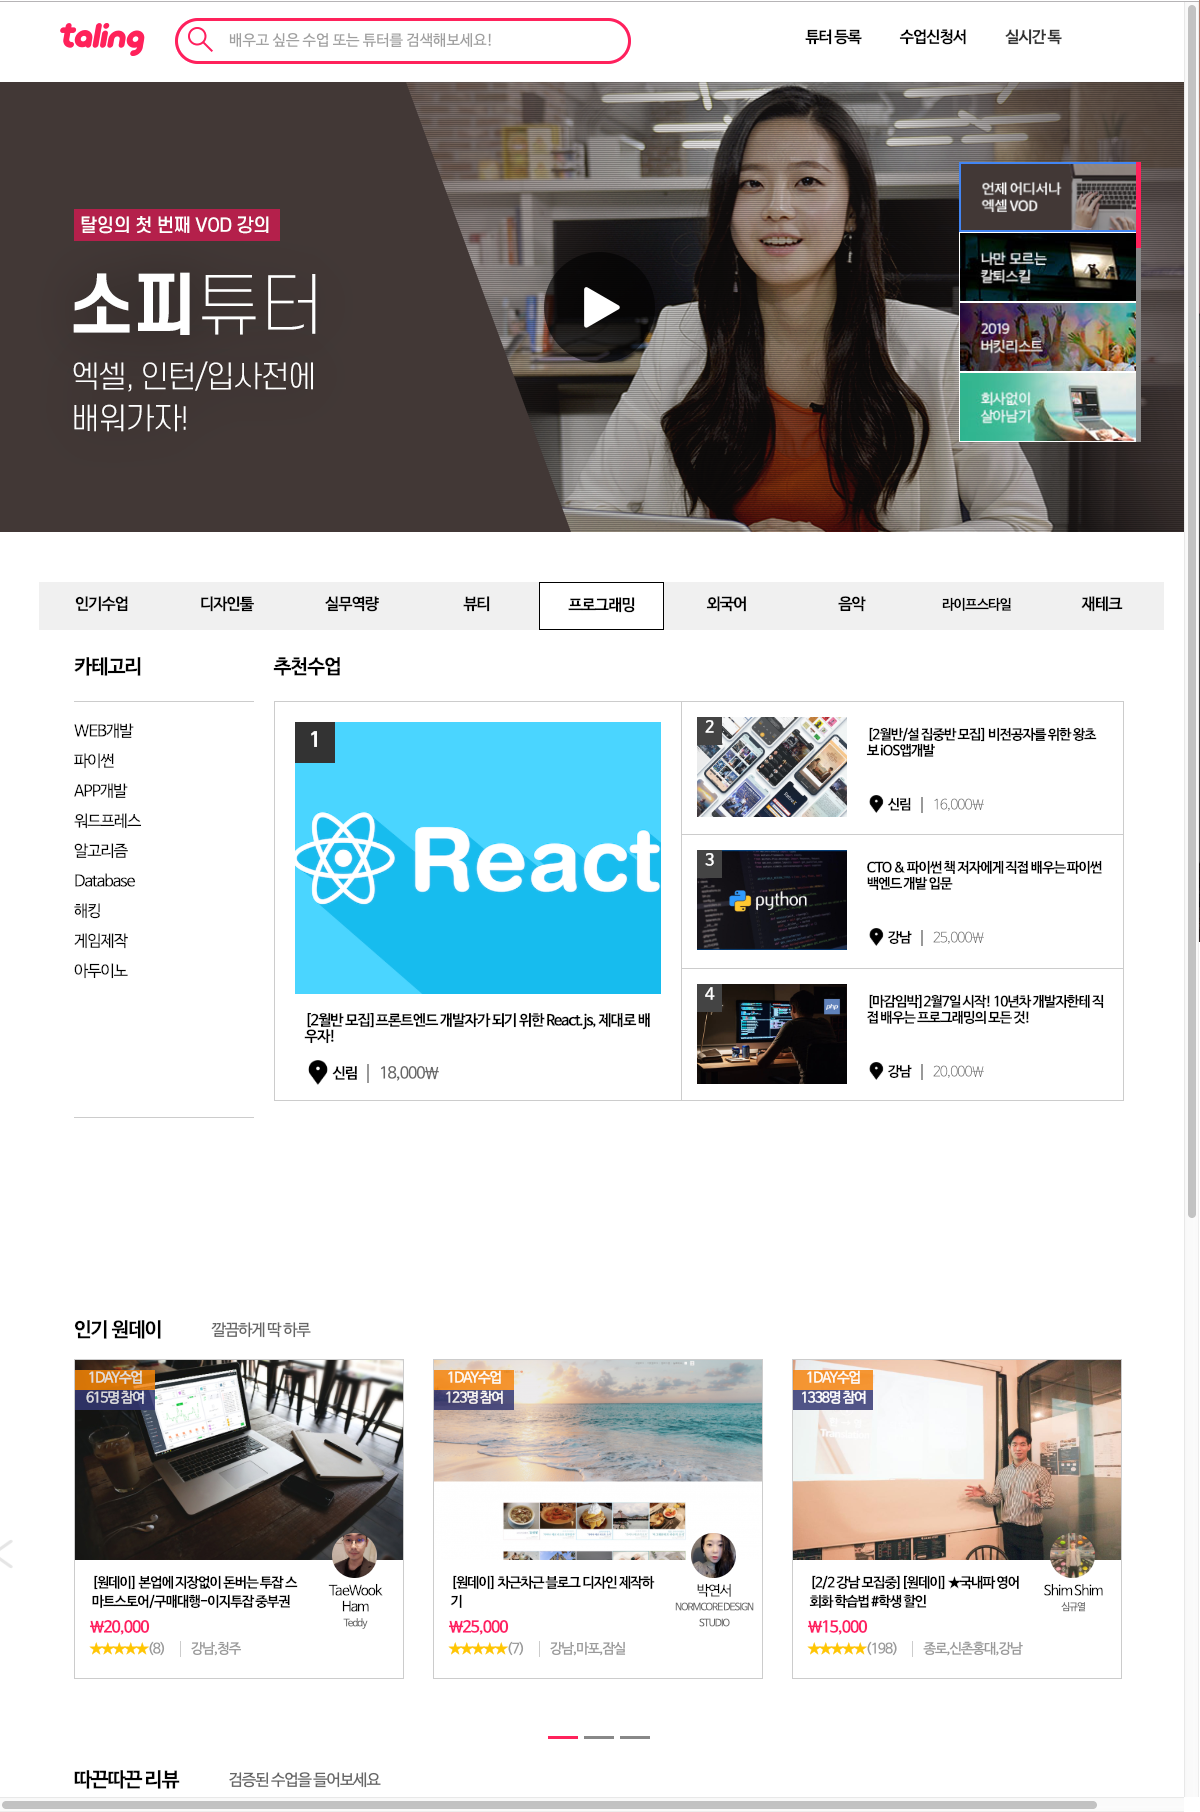 taling
배우고 싶은 수업 또는 튜터를 검색해보세요!
튜터 등록
수업신청서
실시간 톡
탈잉의 첫 번째 VOD 강의
소피튜터
엑셀, 인턴/입사전에
배워가자!
언제 어디서나
엑셀 VOD
나만 모르는
칼퇴스킬
2019
버킷리스트
회사없이
살아남기
인기수업
디자인툴
실무역량
뷰티
프로그래밍
외국어
음악
라이프스타일
재테크
카테고리
WEB개발
파이썬
APP개발
워드프레스
알고리즘
Database
해킹
게임제작
아두이노
추천수업
1
React
[2월반 모집] 프론트엔드 개발자가 되기 위한 React.js, 제대로 배
우자!
신림 | 18,000₩
2
[2월반/설 집중반 모집] 비전공자를 위한 왕초
보 iOS앱개발
신림 | 16,000₩
3
python
CTO & 파이썬 책 저자에게 직접 배우는 파이썬
백엔드 개발 입문
강남 | 25,000₩
4
php
[마감임박] 2월7일 시작! 10년차 개발자한테 직
접 배우는 프로그래밍의 모든 것!
강남 | 20,000₩
인기 원데이
깔끔하게 딱 하루
1DAY수업
615명 참여
[원데이] 본업에 지장없이 돈버는 투잡 스
마트스토어/구매대행-이지투잡 중부권
₩20,000
★★★★★(8) | 강남,청주
TaeWook
Ham
Teddy
1DAY수업
123명 참여
[원데이] 차근차근 블로그 디자인 제작하
기
₩25,000
★★★★★(7) | 강남,마포,잠실
박연서
NORMCORE DESIGN
STUDIO
1DAY수업
1338명 참여
[2/2 강남 모집중] [원데이] ★국내파 영어
회화 학습법 #학생 할인
₩15,000
★★★★★(198) | 종로,신촌홍대,강남
Shim Shim
심규열
따끈따끈 리뷰
검증된 수업을 들어보세요